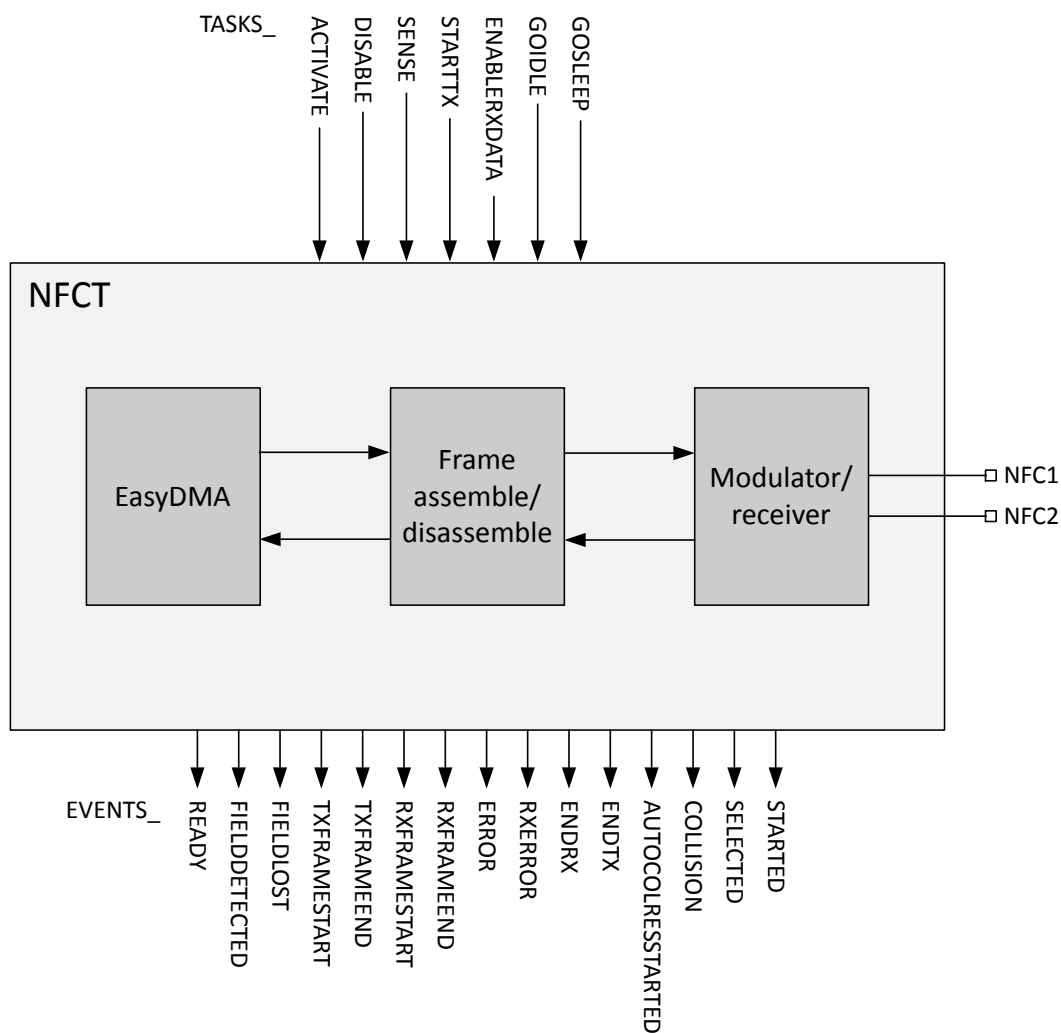 TASKS_
ACTIVATE
DISABLE
SENSE
STARTTX
ENABLERXDATA
GOIDLE
GOSLEEP
NFCT
EasyDMA
Frame
assemble/
disassemble
Modulator/
receiver
NFC1
NFC2
EVENTS_
READY
FIELDDETECTED
FIELDLOST
TXFRAMESTART
TXFRAMEEND
RXFRAMESTART
RXFRAMEEND
ERROR
RXERROR
ENDRX
ENDTX
AUTOCOLRESSTARTED
COLLISION
SELECTED
STARTED